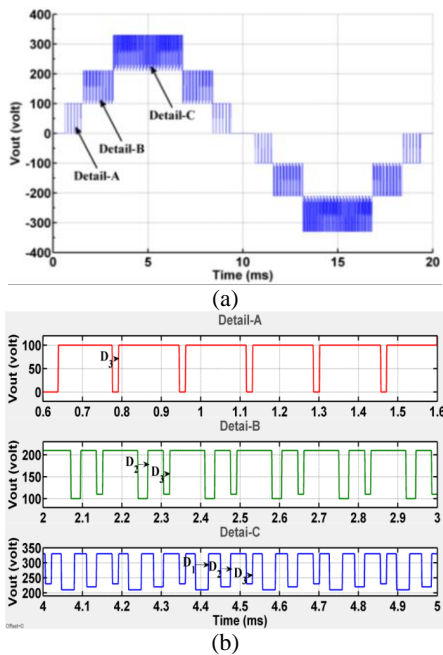 400
300
200
100
0
-100
-200
-300
-400
Vout (volt)
Detail-C
Detail-B
Detail-A
0 5 10 15 20
Time (ms)
(a)
Detail-A
Vout (volt)
100
50
0
D3
0.6 0.7 0.8 0.9 1 1.1 1.2 1.3 1.4 1.5 1.6
Detai-B
Vout (volt)
200
150
100
D2
D3
2 2.1 2.2 2.3 2.4 2.5 2.6 2.7 2.8 2.9 3
Detai-C
Vout (volt)
350
300
250
200
D1
D2
D3
4 4.1 4.2 4.3 4.4 4.5 4.6 4.7 4.8 4.9 5
Time (ms)
Offset=0
(b)